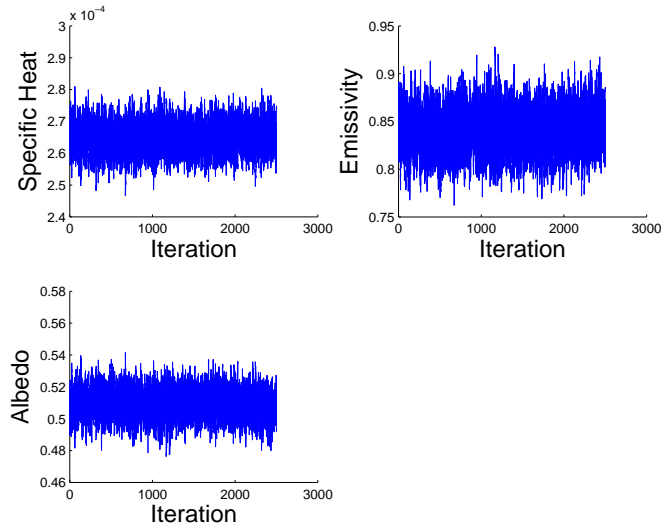 x 10⁻⁴
3
2.9
2.8
2.7
2.6
2.5
2.4
Specific Heat
0 1000 2000 3000
Iteration
0.95
0.9
0.85
0.8
0.75
Emissivity
0 1000 2000 3000
Iteration
0.58
0.56
0.54
0.52
0.5
0.48
0.46
Albedo
0 1000 2000 3000
Iteration